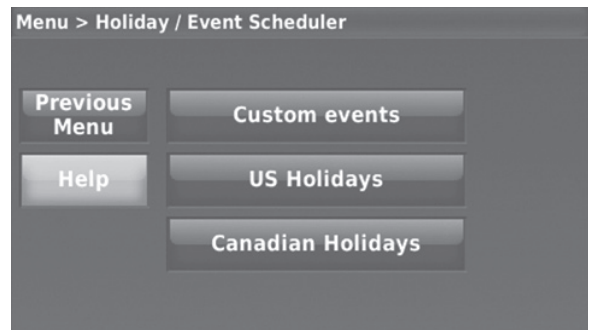 Menu > Holiday / Event Scheduler
Previous
Menu
Custom events
Help
US Holidays
Canadian Holidays